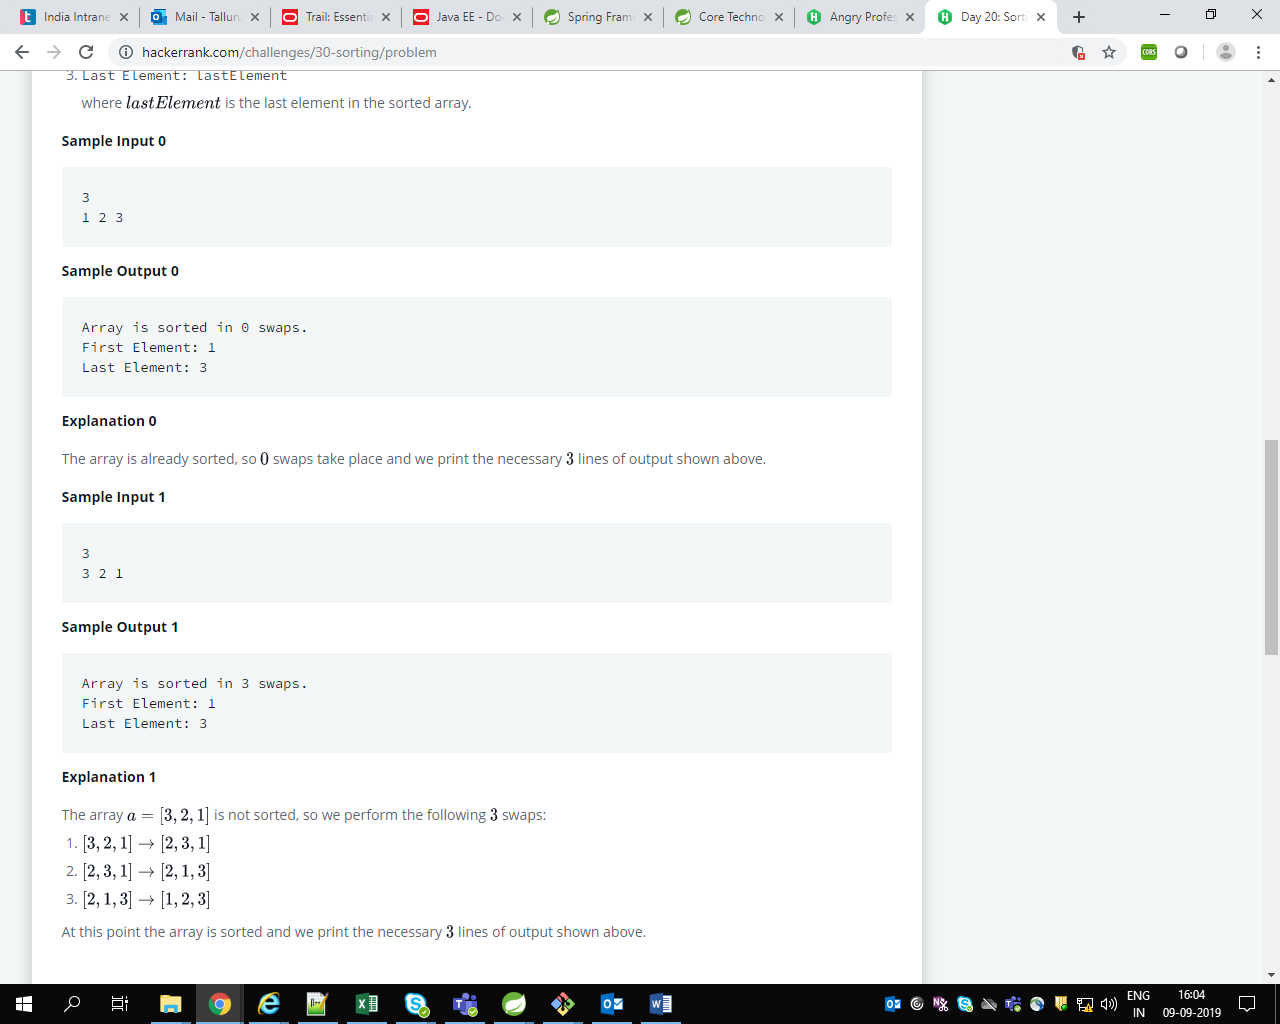 India Intrane
Mail - Tallur
Trail: Essentia
Java EE - Do
Spring Fram
Core Techno
Angry Profes
Day 20: Sort
hackerrank.com/challenges/30-sorting/problem
CORS
3. Last Element: lastElement
where lastElement is the last element in the sorted array.
Sample Input 0
3
1 2 3
Sample Output 0
Array is sorted in 0 swaps.
First Element: 1
Last Element: 3
Explanation 0
The array is already sorted, so 0 swaps take place and we print the necessary 3 lines of output shown above.
Sample Input 1
3
3 2 1
Sample Output 1
Array is sorted in 3 swaps.
First Element: 1
Last Element: 3
Explanation 1
The array a = [3, 2, 1] is not sorted, so we perform the following 3 swaps:
1. [3, 2, 1] → [2, 3, 1]
2. [2, 3, 1] → [2, 1, 3]
3. [2, 1, 3] → [1, 2, 3]
At this point the array is sorted and we print the necessary 3 lines of output shown above.
ENG
IN
16:04
09-09-2019